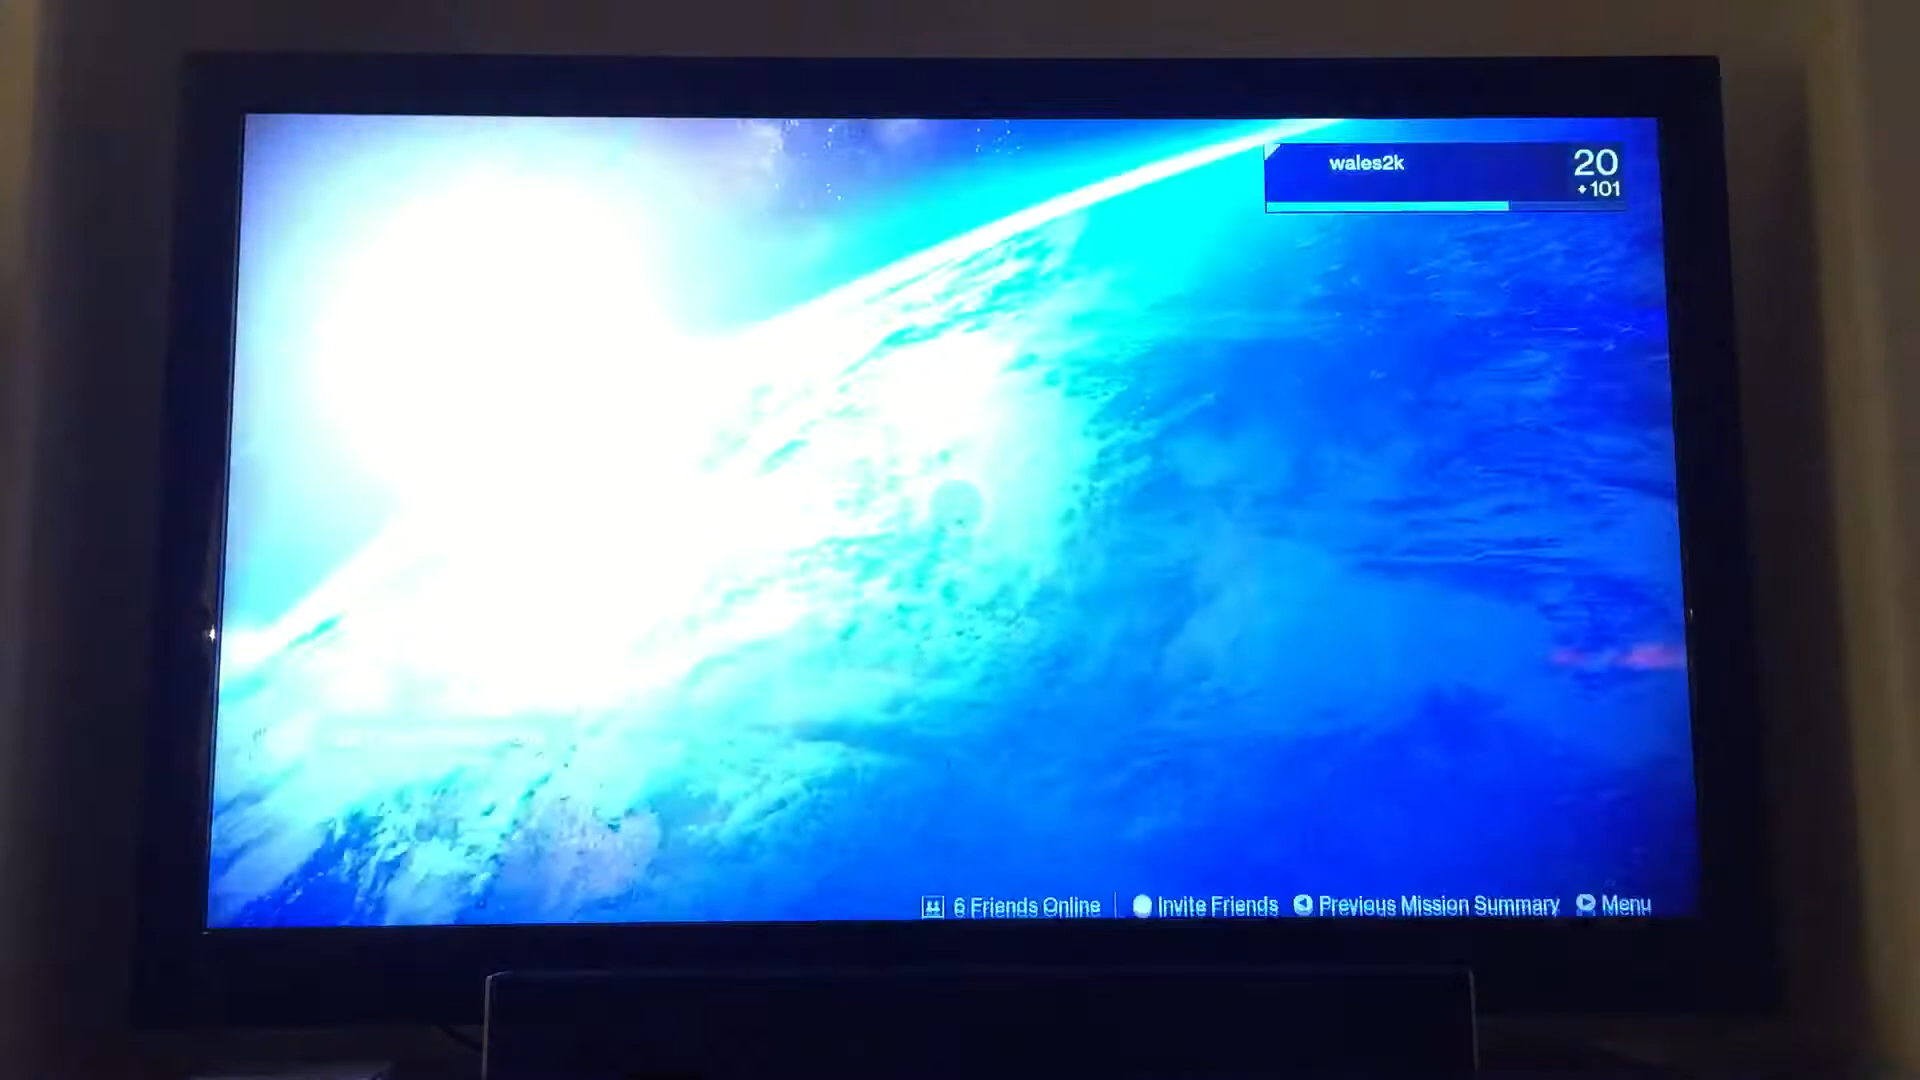 wales2k
20
+101
6 Friends Online
Invite Friends
Previous Mission Summary
Menu